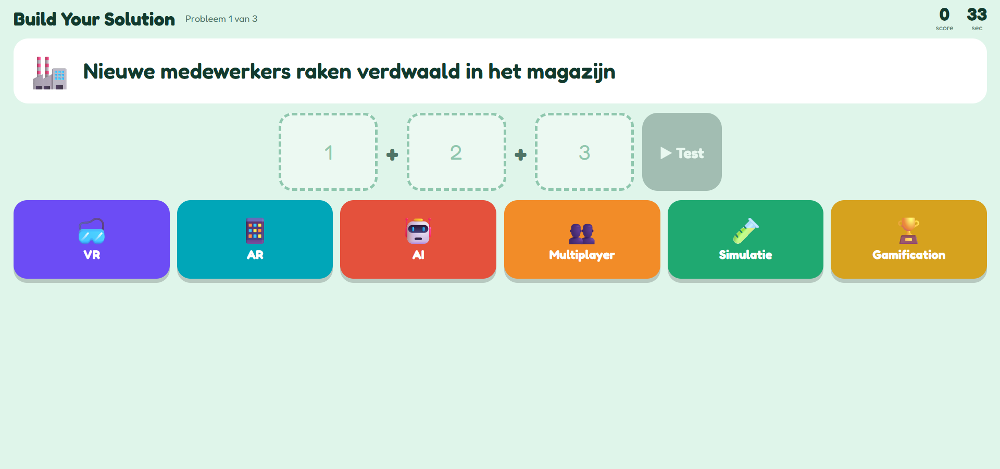 Build Your Solution
Probleem 1 van 3
0
score
33
sec
Nieuwe medewerkers raken verdwaald in het magazijn
1 + 2 + 3
▶ Test
VR
AR
AI
Multiplayer
Simulatie
Gamification